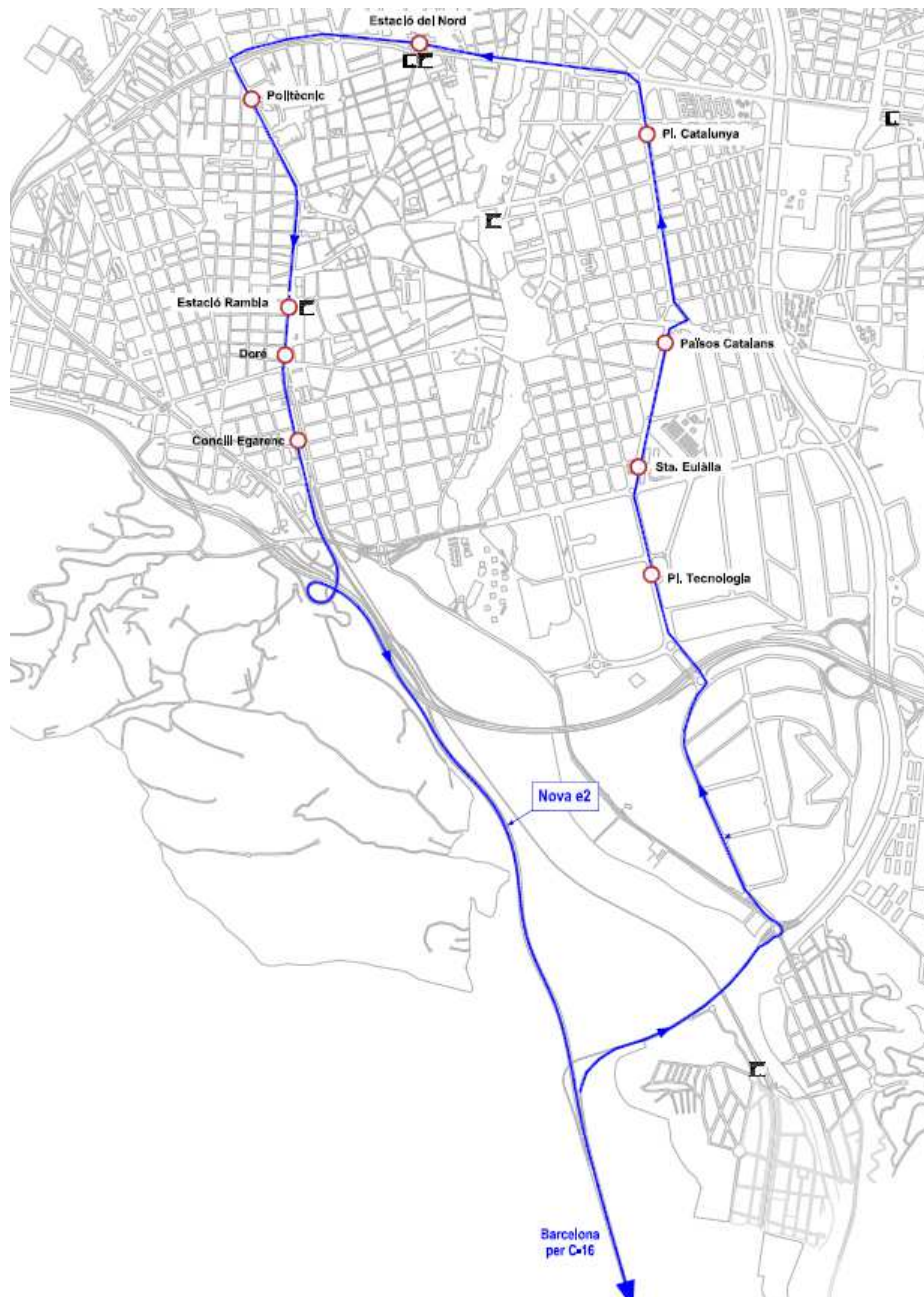 Estació del Nord
Politècnic
Pl. Catalunya
Estació Rambla
Països Catalans
Doré
Concili Egarenc
Sta. Eulàlia
Pl. Tecnologia
Nova e2
Barcelona
per C-16